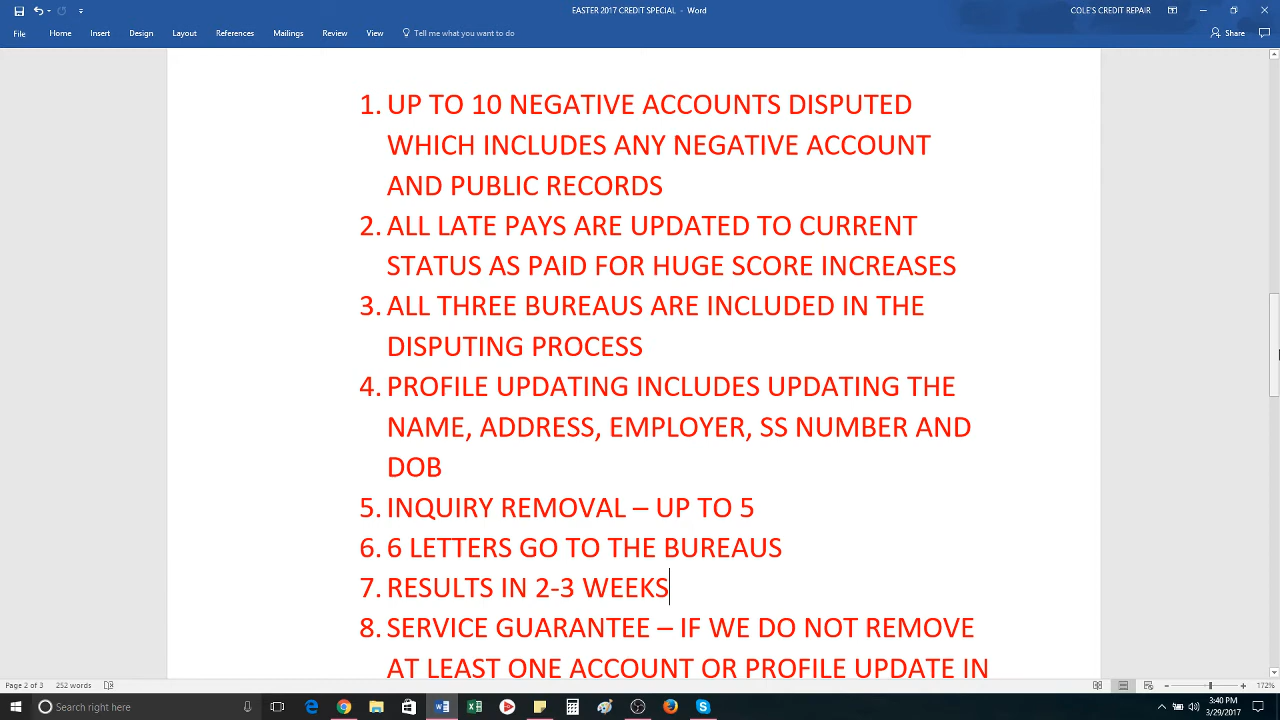 EASTER 2017 CREDIT SPECIAL - Word
COLE'S CREDIT REPAIR
File Home Insert Design Layout References Mailings Review View Tell me what you want to do Share
1. UP TO 10 NEGATIVE ACCOUNTS DISPUTED
WHICH INCLUDES ANY NEGATIVE ACCOUNT
AND PUBLIC RECORDS
2. ALL LATE PAYS ARE UPDATED TO CURRENT
STATUS AS PAID FOR HUGE SCORE INCREASES
3. ALL THREE BUREAUS ARE INCLUDED IN THE
DISPUTING PROCESS
4. PROFILE UPDATING INCLUDES UPDATING THE
NAME, ADDRESS, EMPLOYER, SS NUMBER AND
DOB
5. INQUIRY REMOVAL – UP TO 5
6. 6 LETTERS GO TO THE BUREAUS
7. RESULTS IN 2-3 WEEKS
8. SERVICE GUARANTEE – IF WE DO NOT REMOVE
AT LEAST ONE ACCOUNT OR PROFILE UPDATE IN
Page 2 of 3 252 words 172%
Search right here
3:40 PM
3/29/2017